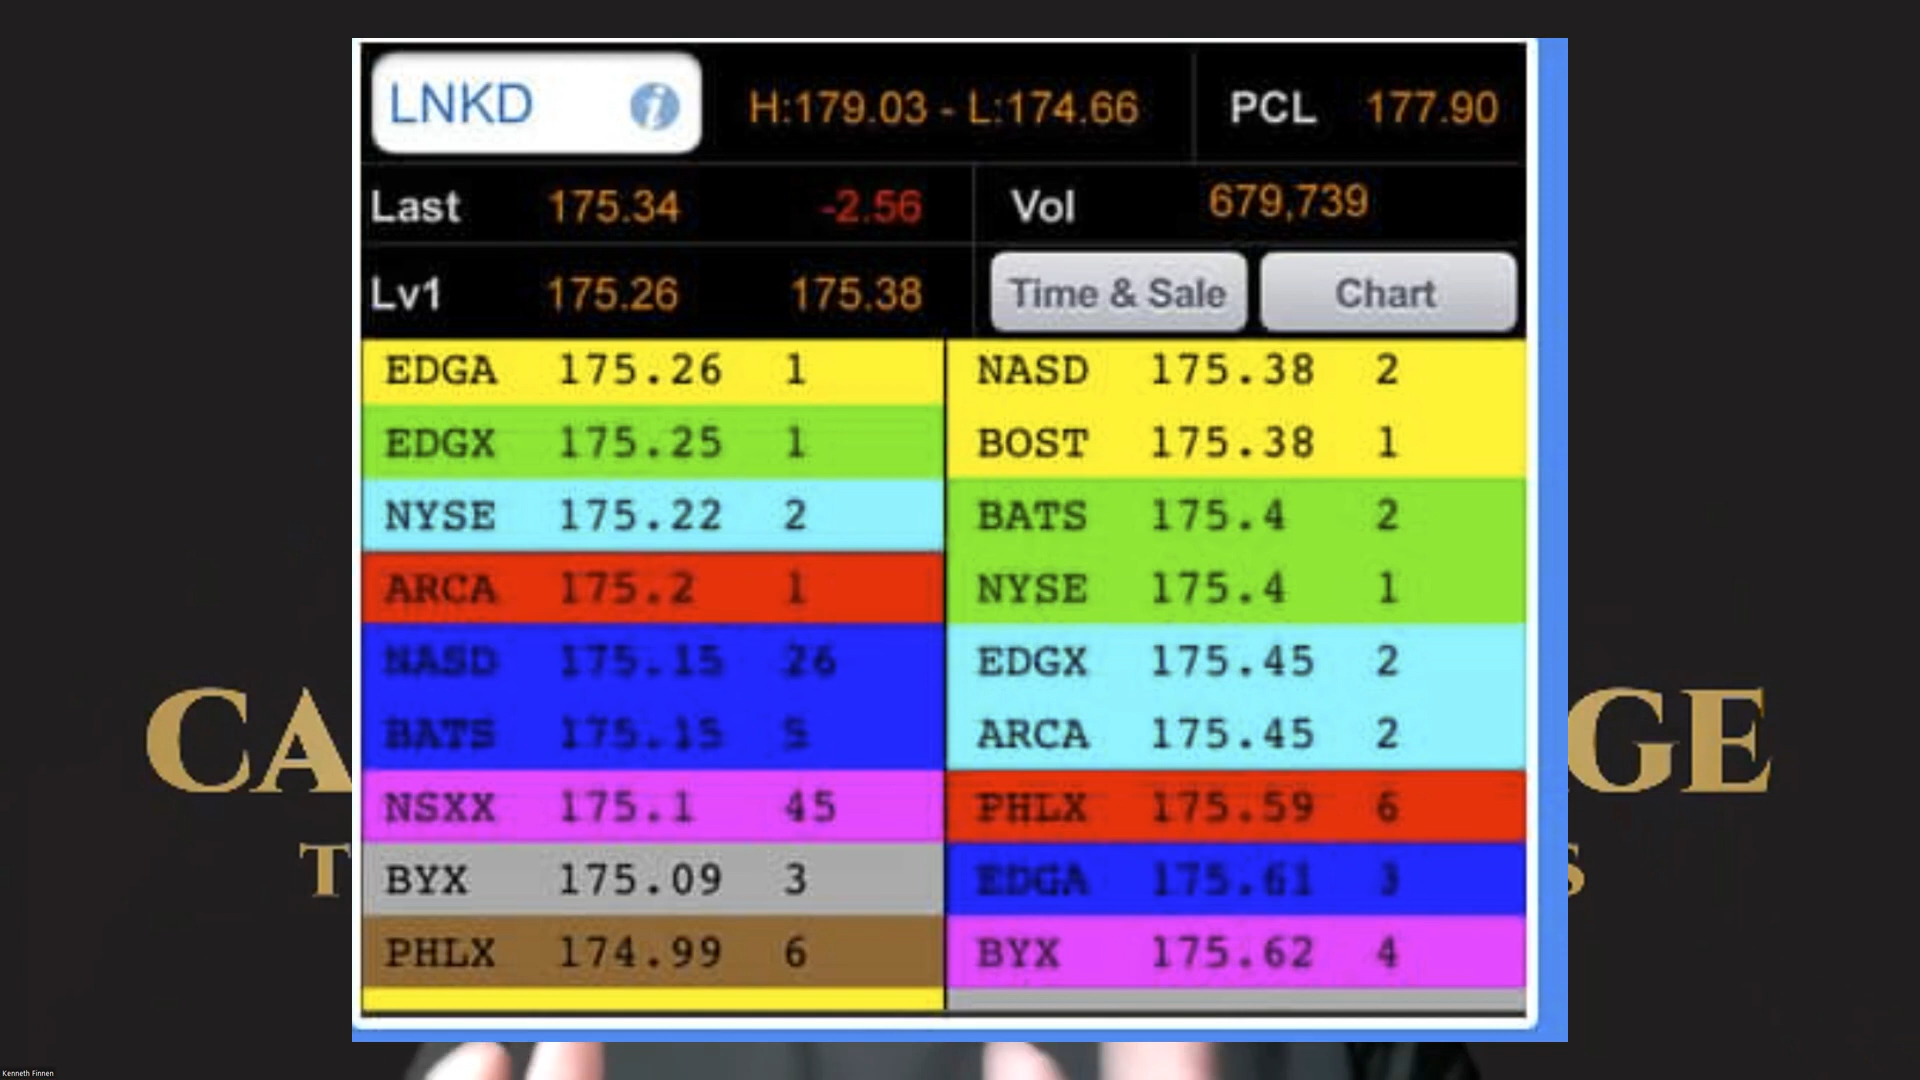 LNKD i H:179.03 - L:174.66 PCL 177.90
Last 175.34 -2.56 Vol 679,739
Lv1 175.26 175.38 Time & Sale Chart
EDGA 175.26 1 NASD 175.38 2
EDGX 175.25 1 BOST 175.38 1
NYSE 175.22 2 BATS 175.4 2
ARCA 175.2 1 NYSE 175.4 1
NASD 175.15 26 EDGX 175.45 2
BATS 175.15 5 ARCA 175.45 2
NSXX 175.1 45 PHLX 175.59 6
BYX 175.09 3 EDGA 175.61 3
PHLX 174.99 6 BYX 175.62 4
CA GE
T S
Kenneth Finnen